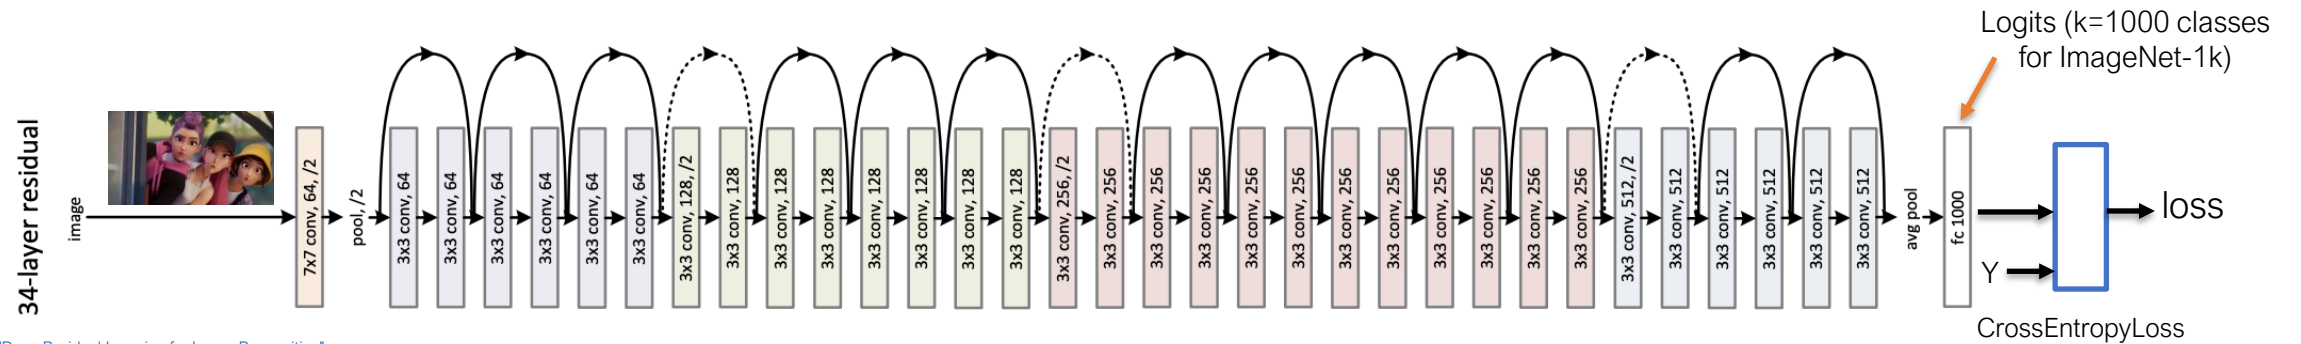 34-layer residual
image
7x7 conv, 64, /2
pool, /2
3x3 conv, 64
3x3 conv, 64
3x3 conv, 64
3x3 conv, 64
3x3 conv, 64
3x3 conv, 64
3x3 conv, 128, /2
3x3 conv, 128
3x3 conv, 128
3x3 conv, 128
3x3 conv, 128
3x3 conv, 128
3x3 conv, 128
3x3 conv, 128
3x3 conv, 256, /2
3x3 conv, 256
3x3 conv, 256
3x3 conv, 256
3x3 conv, 256
3x3 conv, 256
3x3 conv, 256
3x3 conv, 256
3x3 conv, 256
3x3 conv, 256
3x3 conv, 256
3x3 conv, 256
3x3 conv, 512, /2
3x3 conv, 512
3x3 conv, 512
3x3 conv, 512
3x3 conv, 512
3x3 conv, 512
avg pool
fc 1000
Logits (k=1000 classes
for ImageNet-1k)
Y
loss
CrossEntropyLoss